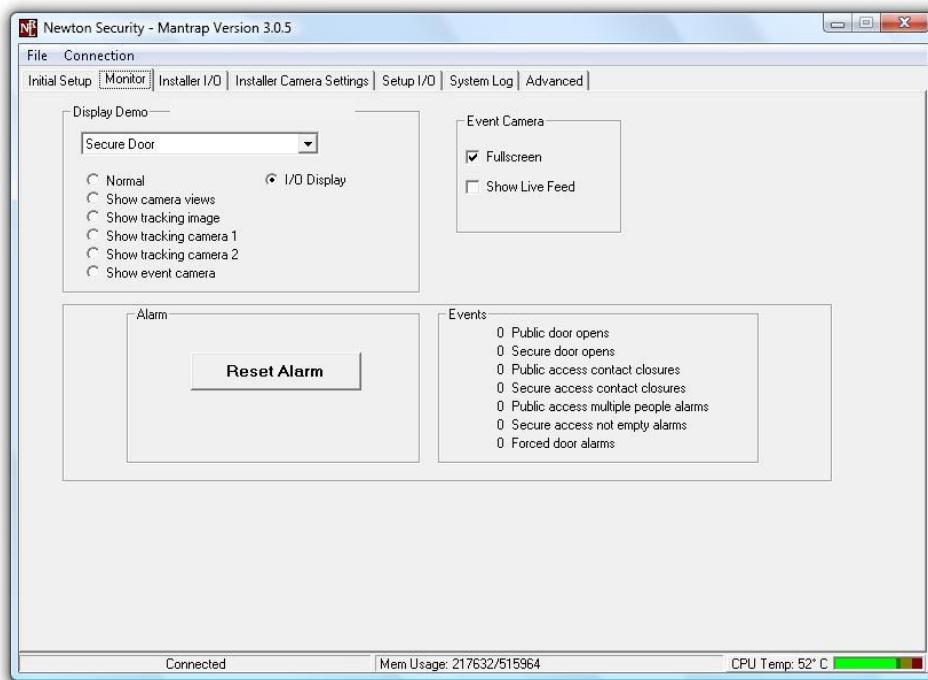 Newton Security - Mantrap Version 3.0.5
File Connection
Initial Setup Monitor Installer I/O Installer Camera Settings Setup I/O System Log Advanced
Display Demo
Secure Door
Normal
I/O Display
Show camera views
Show tracking image
Show tracking camera 1
Show tracking camera 2
Show event camera
Event Camera
Fullscreen
Show Live Feed
Alarm
Reset Alarm
Events
0 Public door opens
0 Secure door opens
0 Public access contact closures
0 Secure access contact closures
0 Public access multiple people alarms
0 Secure access not empty alarms
0 Forced door alarms
Connected
Mem Usage: 217632/515964
CPU Temp: 52° C